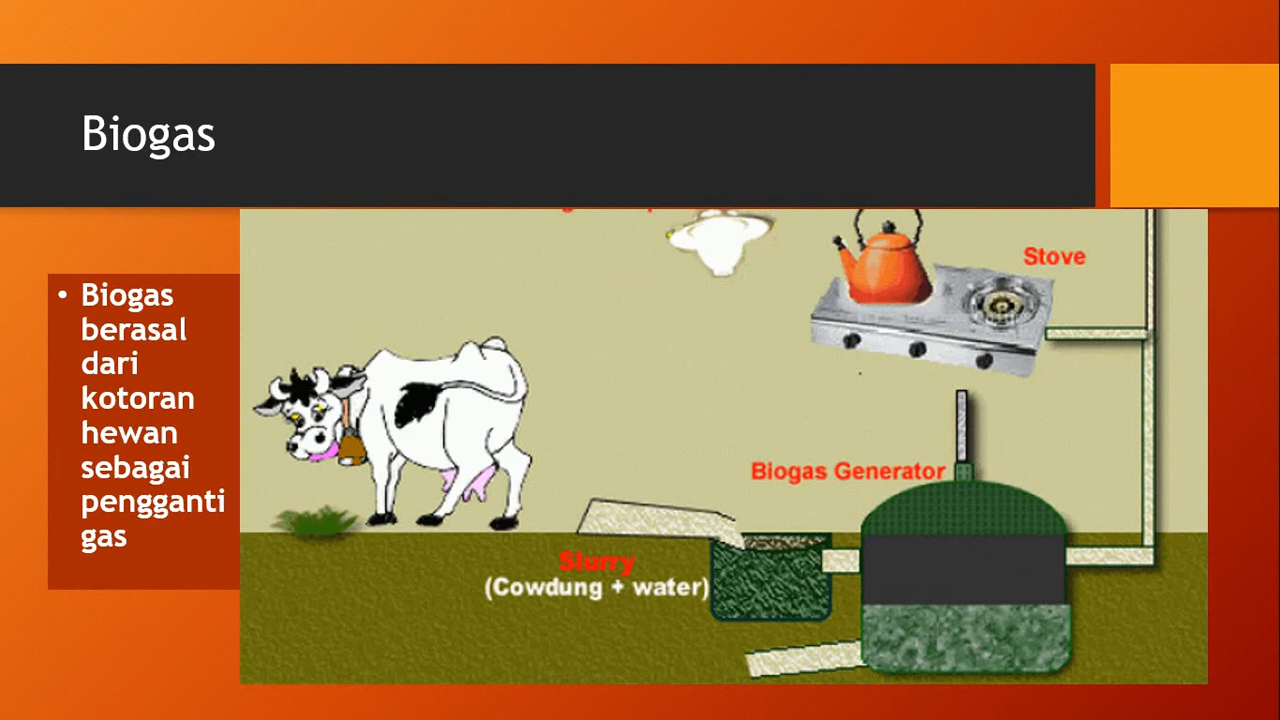 Biogas
• Biogas
berasal
dari
kotoran
hewan
sebagai
pengganti
gas
Stove
Biogas Generator
Slurry
(Cowdung + water)